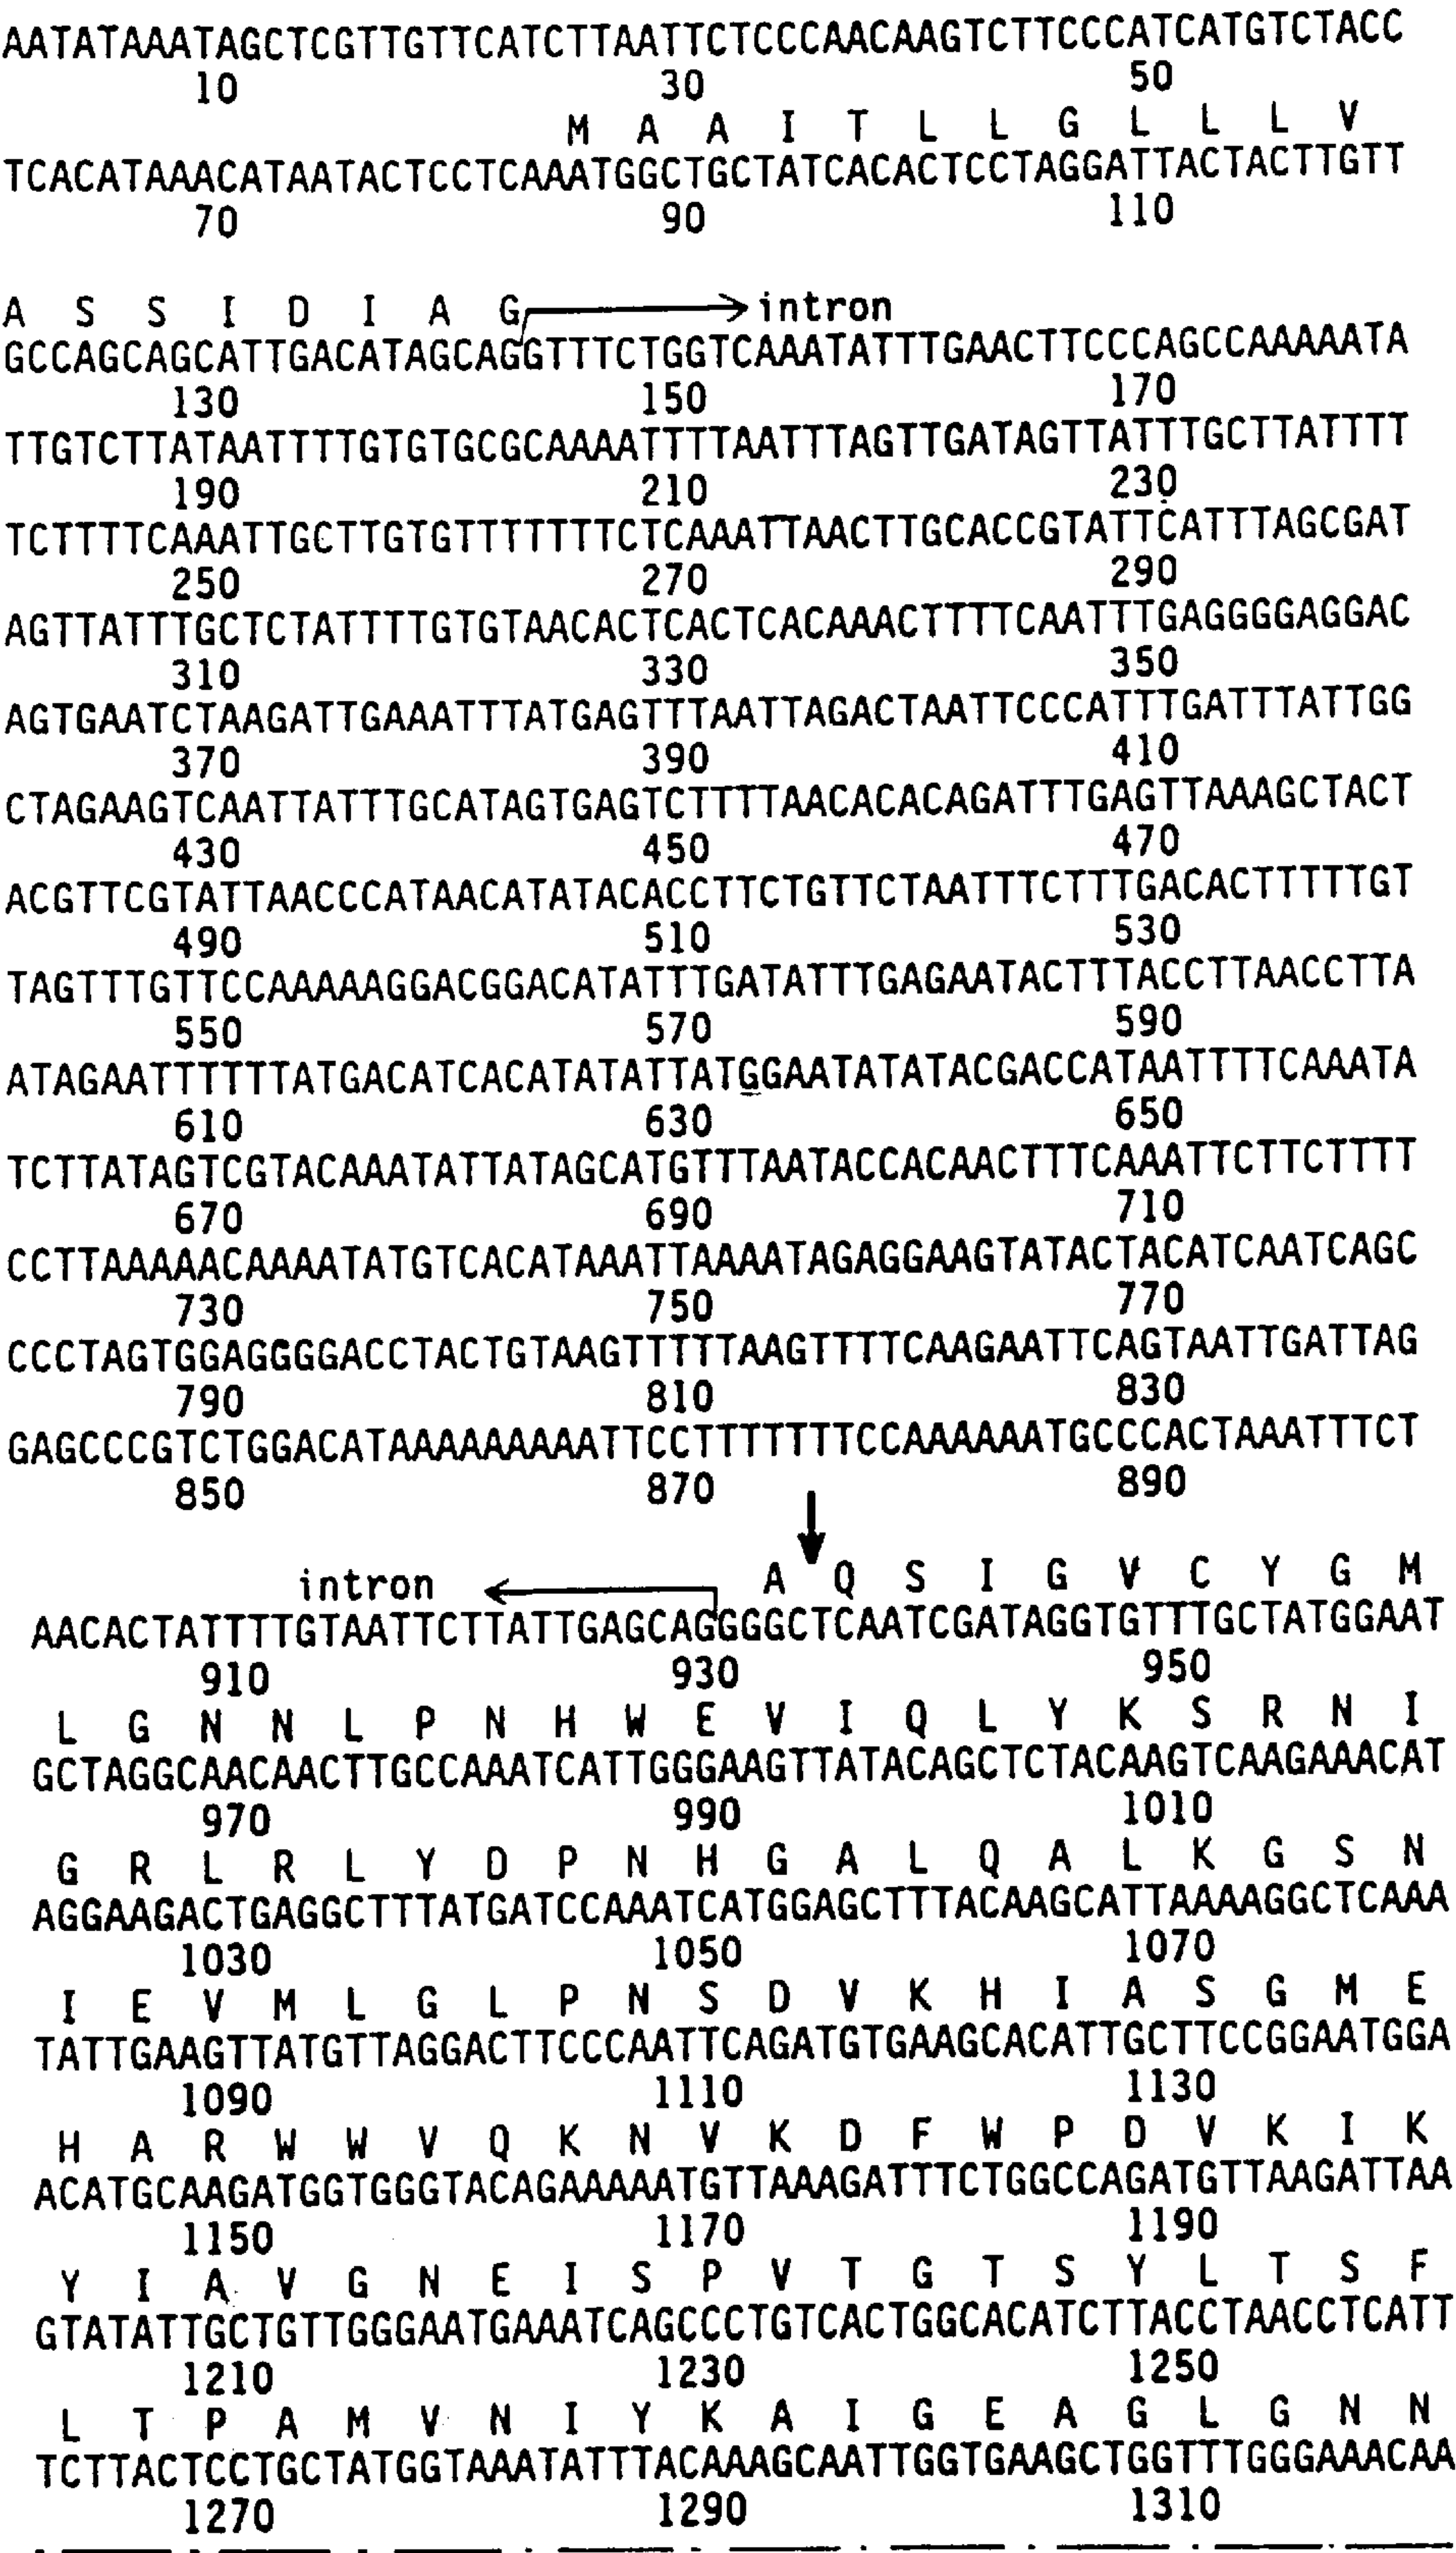 AATATAAATAGCTCGTTGTTCATCTTAATTCTCCCAACAAGTCTTCCCATCATGTCTACC
10 30 50
M A A I T L L G L L L V
TCACATAAACATAATACTCCTCAAATGGCTGCTATCACACTCCTAGGATTACTACTTGTT
70 90 110
A S S I D I A G intron
GCCAGCAGCATTGACATAGCAGGTTTCTGGTCAAATATTTGAACTTCCCAGCCAAAAATA
130 150 170
TTGTCTTATAATTTTGTGTGCGCAAAATTTTAATTTAGTTGATAGTTATTTGCTTATTTT
190 210 230
TCTTTTCAAATTGCTTGTGTTTTTTTCTCAAATTAACTTGCACCGTATTCATTTAGCGAT
250 270 290
AGTTATTTGCTCTATTTTGTGTAACACTCACTCACAAACTTTTCAATTTGAGGGGAGGAC
310 330 350
AGTGAATCTAAGATTGAAATTTATGAGTTTAATTAGACTAATTCCCATTTGATTTATTGG
370 390 410
CTAGAAGTCAATTATTTGCATAGTGAGTCTTTTAACACACAGATTTGAGTTAAAGCTACT
430 450 470
ACGTTCGTATTAACCCATAACATATACACCTTCTGTTCTAATTTCTTTGACACTTTTTGT
490 510 530
TAGTTTGTTCCAAAAAGGACGGACATATTTGATATTTGAGAATACTTTACCTTAACCTTA
550 570 590
ATAGAATTTTTTATGACATCACATATATTATGGAATATATACGACCATAATTTTCAAATA
610 630 650
TCTTATAGTCGTACAAATATTATAGCATGTTTAATACCACAACTTTCAAATTCTTCTTTT
670 690 710
CCTTAAAAACAAAATATGTCACATAAATTAAAATAGAGGAAGTATACTACATCAATCAGC
730 750 770
CCCTAGTGGAGGGGACCTACTGTAAGTTTTTAAGTTTTCAAGAATTCAGTAATTGATTAG
790 810 830
GAGCCCGTCTGGACATAAAAAAAAATTCCTTTTTTTCCAAAAAATGCCCACTAAATTTCT
850 870 890
intron A Q S I G V C Y G M
AACACTATTTTGTAATTCTTATTGAGCAGGGGCTCAATCGATAGGTGTTTGCTATGGAAT
910 930 950
L G N N L P N H W E V I Q L Y K S R N I
GCTAGGCAACAACTTGCCAAATCATTGGGAAGTTATACAGCTCTACAAGTCAAGAAACAT
970 990 1010
G R L R L Y D P N H G A L Q A L K G S N
AGGAAGACTGAGGCTTTATGATCCAAATCATGGAGCTTTACAAGCATTAAAAGGCTCAAA
1030 1050 1070
I E V M L G L P N S D V K H I A S G M E
TATTGAAGTTATGTTAGGACTTCCCAATTCAGATGTGAAGCACATTGCTTCCGGAATGGA
1090 1110 1130
H A R W W V Q K N V K D F W P D V K I K
ACATGCAAGATGGTGGGTACAGAAAAATGTTAAAGATTTCTGGCCAGATGTTAAGATTAA
1150 1170 1190
Y I A V G N E I S P V T G T S Y L T S F
GTATATTGCTGTTGGGAATGAAATCAGCCCTGTCACTGGCACATCTTACCTAACCTCATT
1210 1230 1250
L T P A M V N I Y K A I G E A G L G N N
TCTTACTCCTGCTATGGTAAATATTTACAAAGCAATTGGTGAAGCTGGTTTGGGAAACAA
1270 1290 1310